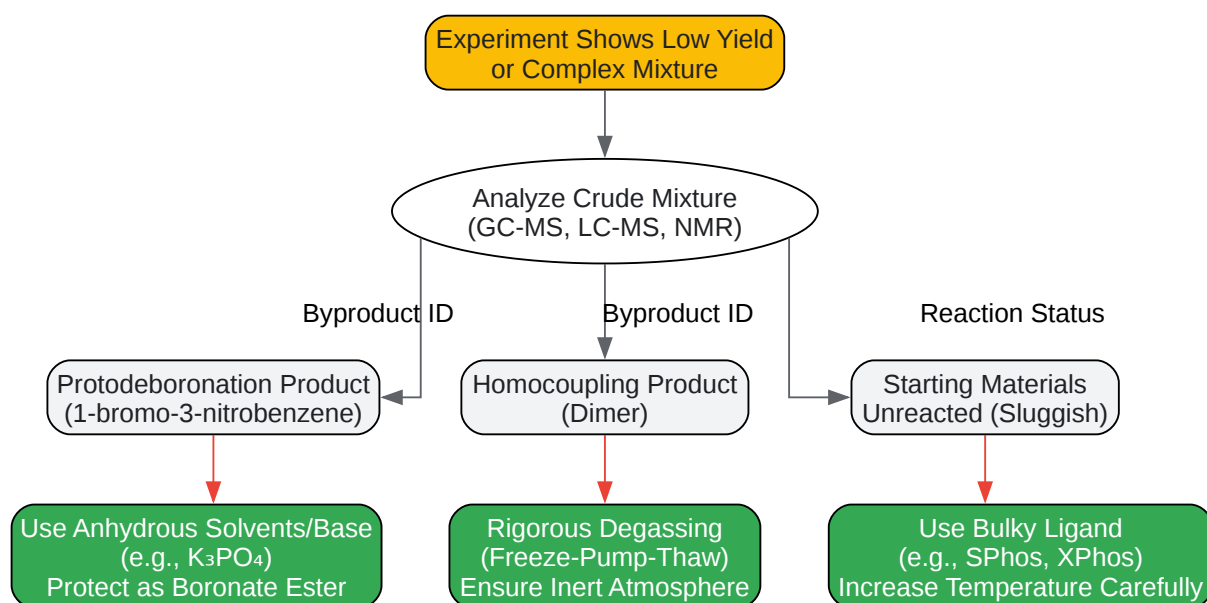 Experiment Shows Low Yield
or Complex Mixture
Analyze Crude Mixture
(GC-MS, LC-MS, NMR)
Byproduct ID
Byproduct ID
Reaction Status
Protodeboronation Product
(1-bromo-3-nitrobenzene)
Homocoupling Product
(Dimer)
Starting Materials
Unreacted (Sluggish)
Use Anhydrous Solvents/Base
(e.g., K₃PO₄)
Protect as Boronate Ester
Rigorous Degassing
(Freeze-Pump-Thaw)
Ensure Inert Atmosphere
Use Bulky Ligand
(e.g., SPhos, XPhos)
Increase Temperature Carefully